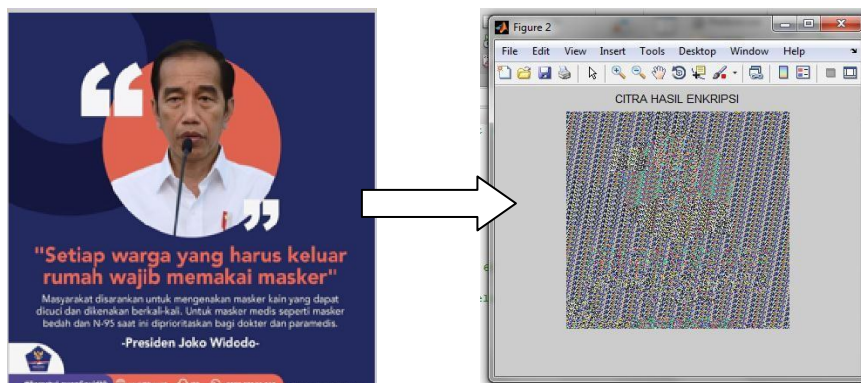 "Setiap warga yang harus keluar
rumah wajib memakai masker"
Masyarakat disarankan untuk mengenakan masker kain yang dapat
dicuci dan dikenakan berkali-kali. Untuk masker medis seperti masker
bedah dan N-95 saat ini diprioritaskan bagi dokter dan paramedis.
-Presiden Joko Widodo-
Figure 2
File Edit View Insert Tools Desktop Window Help
CITRA HASIL ENKRIPSI